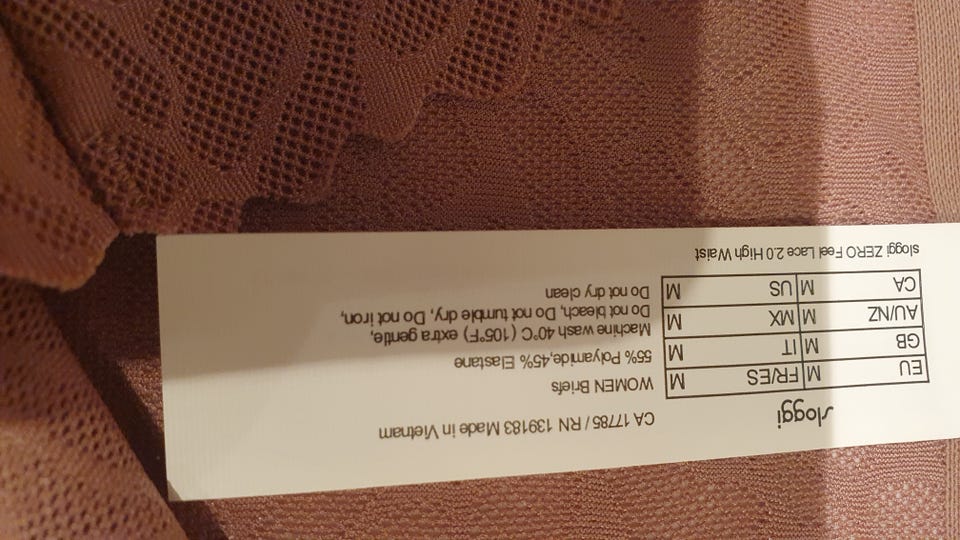 sloggi
CA 17785 / RN 139183 Made in Vietnam
EU M FR/ES M
GB M IT M
AU/NZ M MX M
CA M US M
WOMEN Briefs
55% Polyamide,45% Elastane
Machine wash 40°C ( 105°F) extra gentle,
Do not bleach, Do not tumble dry, Do not iron,
Do not dry clean
sloggi ZERO Feel Lace 2.0 High Waist